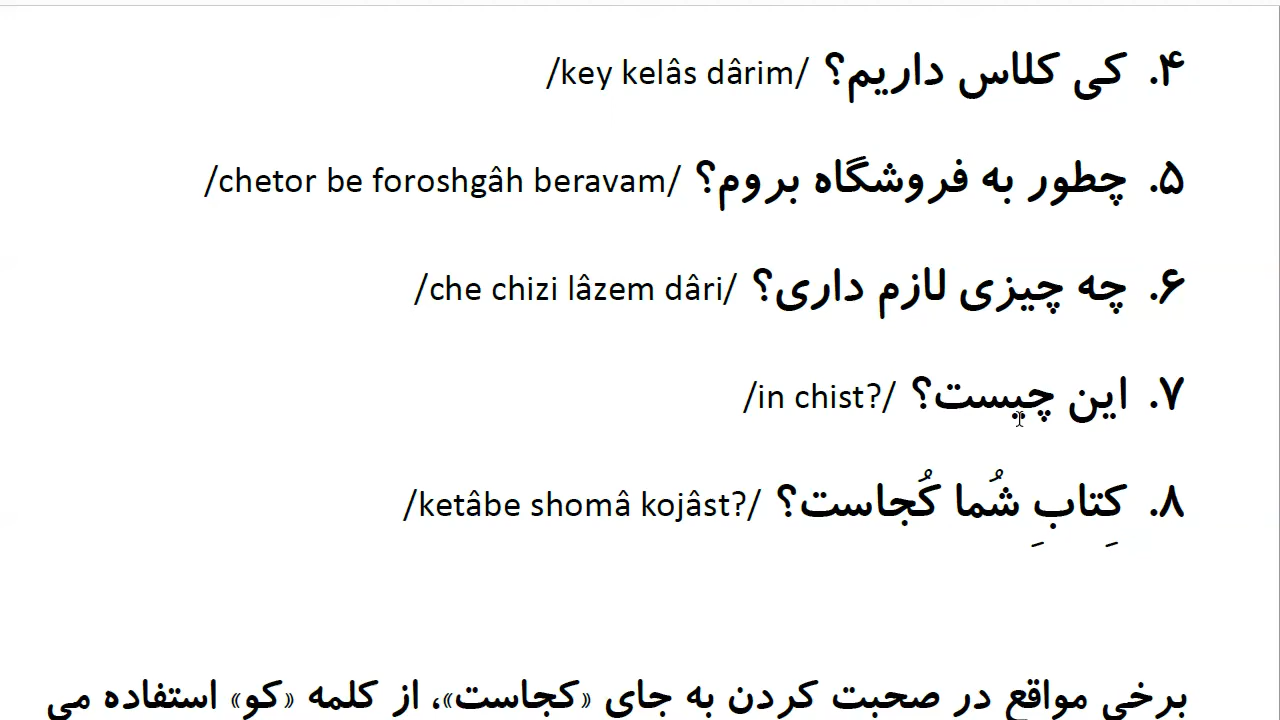 ۴. کی کلاس داریم؟ /key kelâs dârim/
۵. چطور به فروشگاه بروم؟ /chetor be foroshgâh beravam/
۶. چه چیزی لازم داری؟ /che chizi lâzem dâri/
۷. این چیست؟ /in chist?/
۸. کِتابِ شُما کُجاست؟ /ketâbe shomâ kojâst?/
برخی مواقع در صحبت کردن به جای «کجاست»، از کلمه «کو» استفاده می